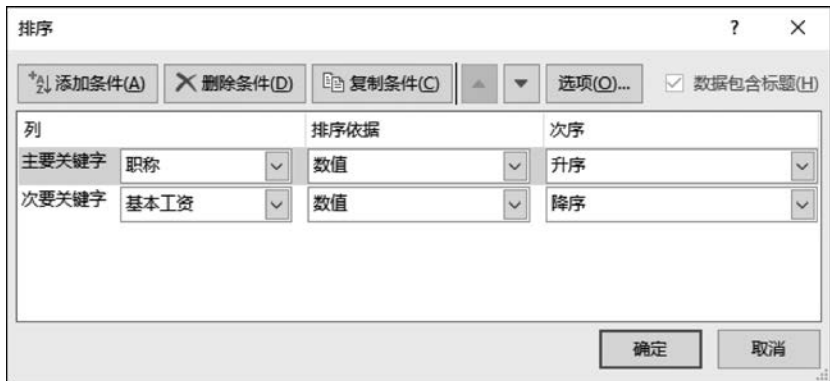 排序 ? ×
添加条件(A) 删除条件(D) 复制条件(C) 选项(O)... 数据包含标题(H)
列 排序依据 次序
主要关键字 职称 数值 升序
次要关键字 基本工资 数值 降序
确定 取消